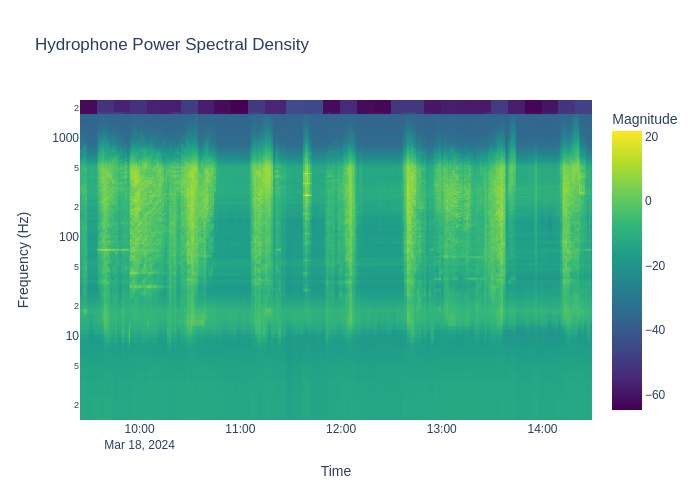 Hydrophone Power Spectral Density
Magnitude
20
0
−20
−40
−60
2
1000
5
2
100
5
2
10
5
2
Frequency (Hz)
10:00 11:00 12:00 13:00 14:00
Mar 18, 2024
Time